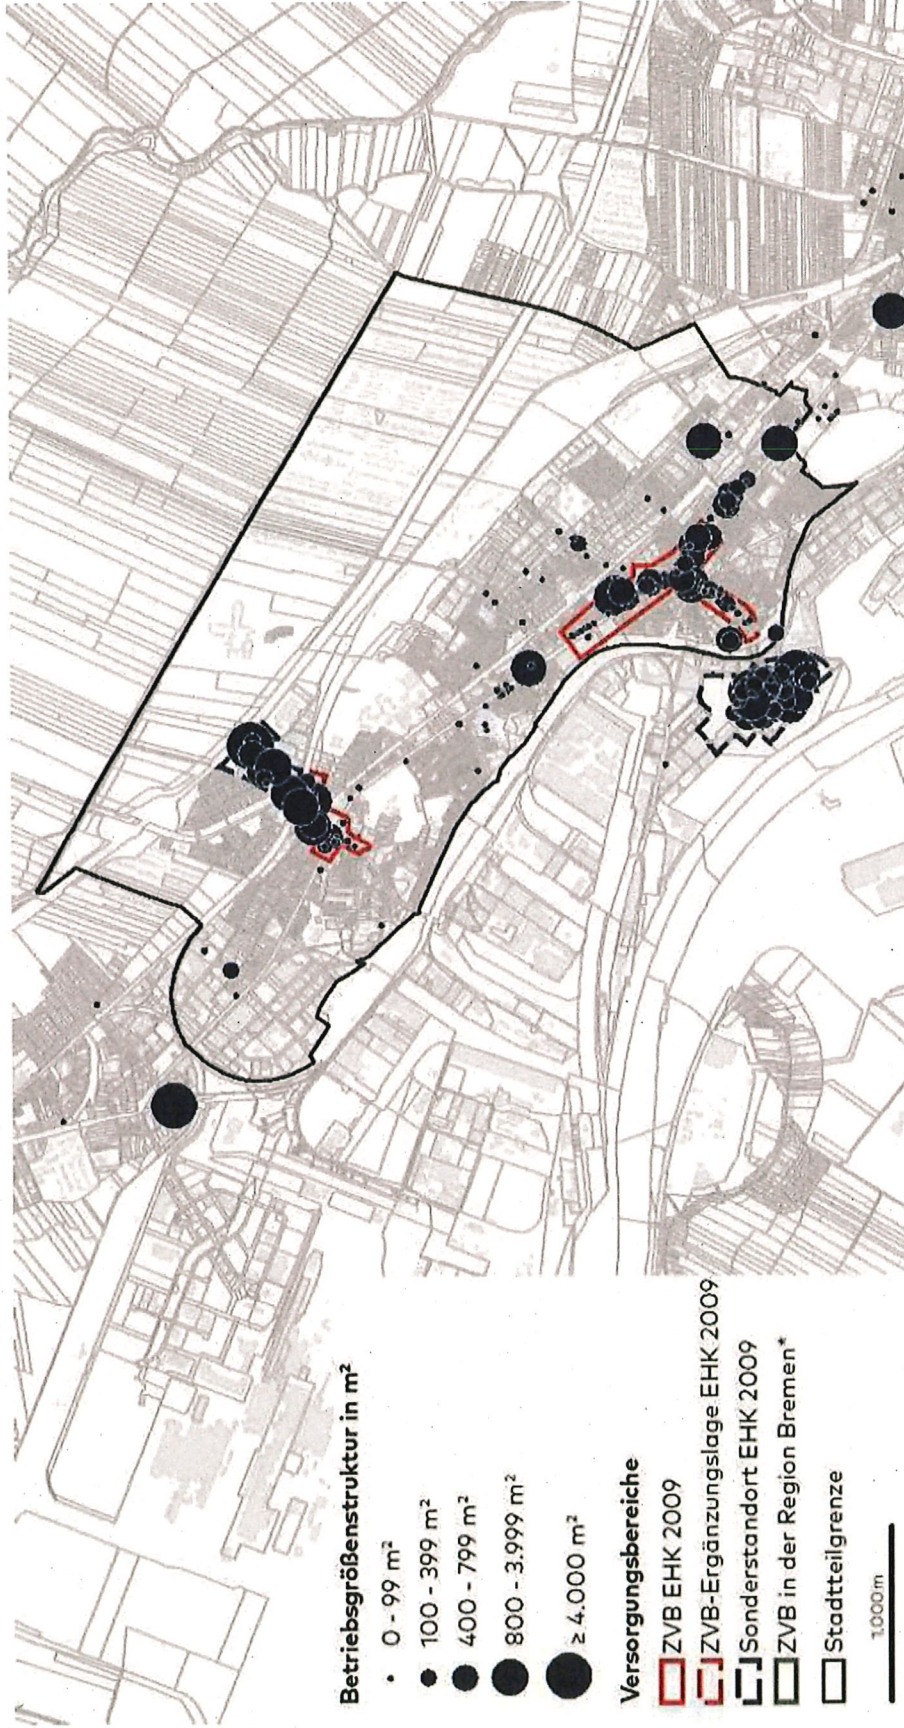 Betriebsgrößenstruktur in m²
0 - 99 m²
100 - 399 m²
400 - 799 m²
800 - 3.999 m²
≥ 4.000 m²
Versorgungsbereiche
ZVB EHK 2009
ZVB-Ergänzungslage EHK 2009
Sonderstandort EHK 2009
ZVB in der Region Bremen*
Stadtteilgrenze
1.000 m